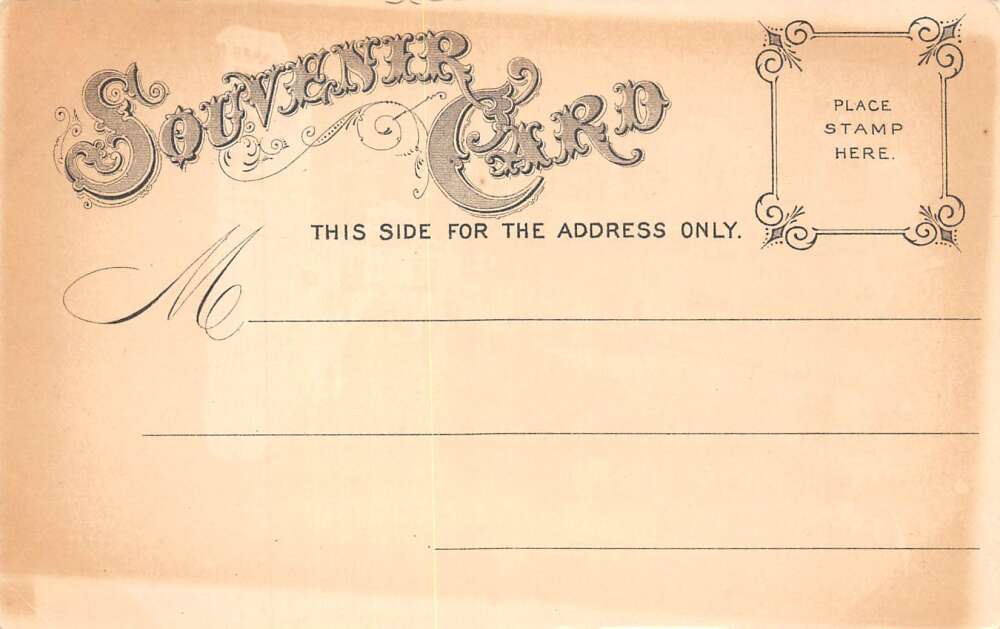 SOUVENIR CARD
PLACE
STAMP
HERE.
THIS SIDE FOR THE ADDRESS ONLY.
M